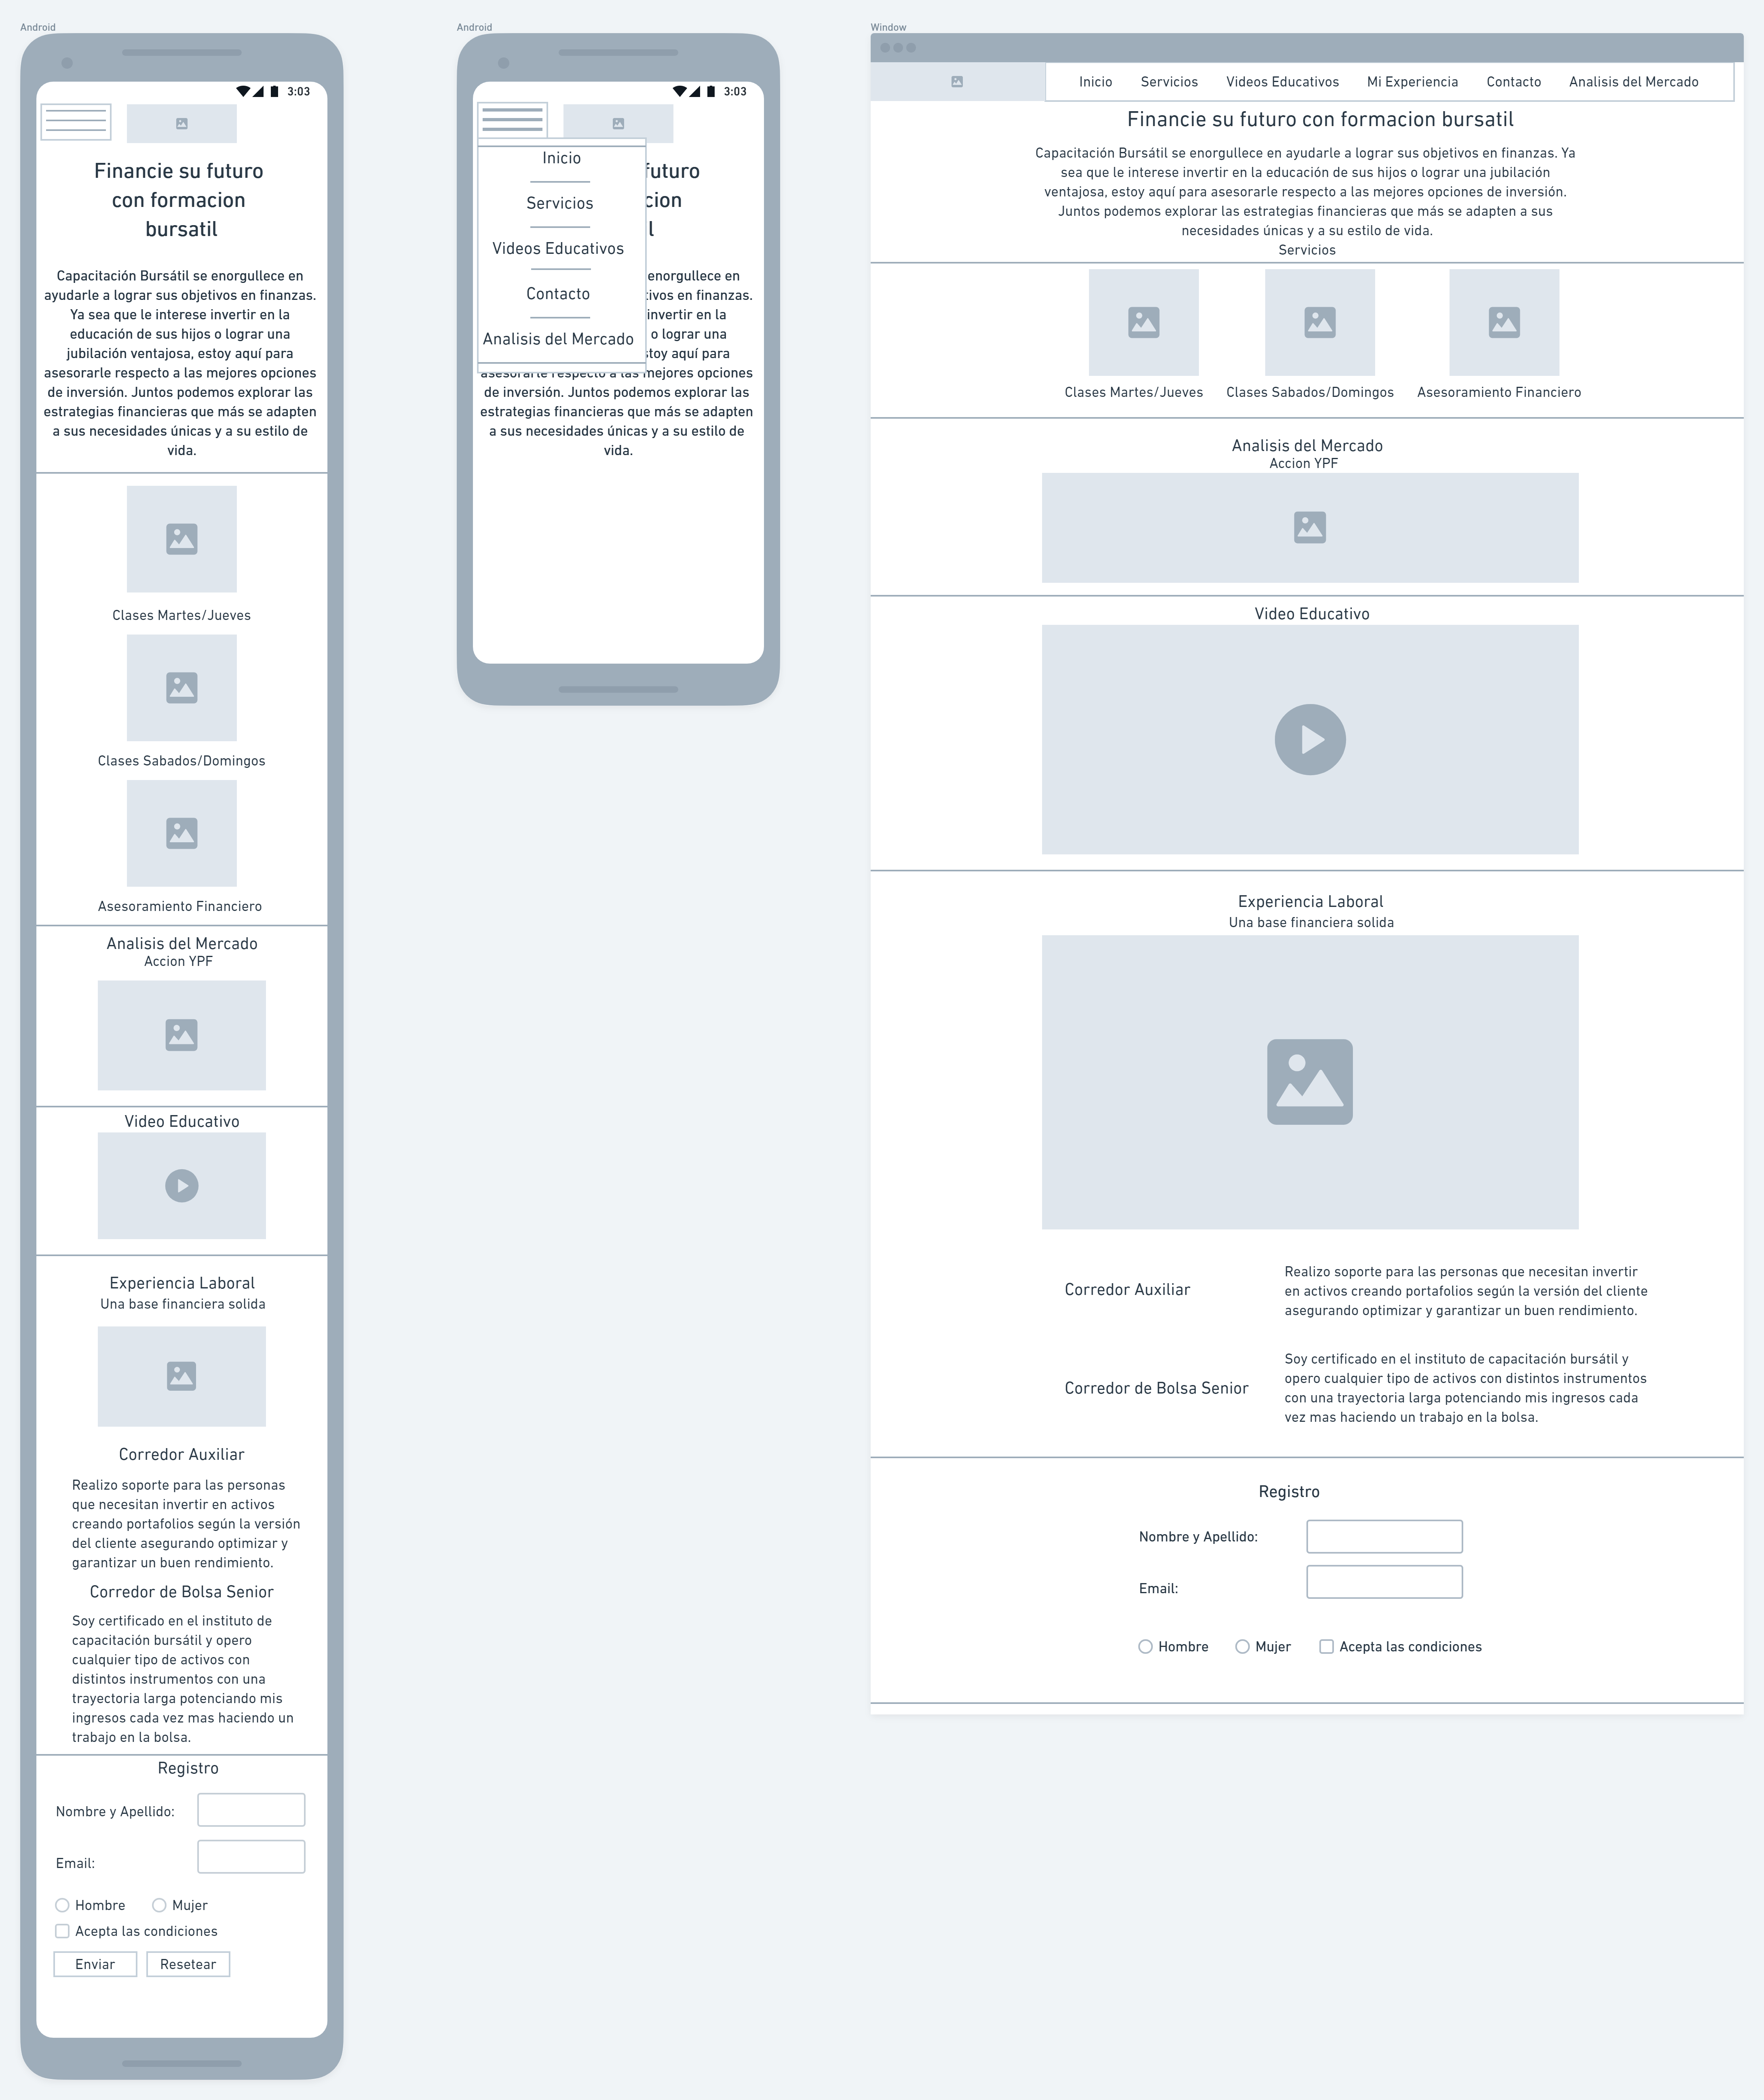 Android
3:03
Financie su futuro
con formacion
bursatil
Capacitación Bursátil se enorgullece en
ayudarle a lograr sus objetivos en finanzas.
Ya sea que le interese invertir en la
educación de sus hijos o lograr una
jubilación ventajosa, estoy aquí para
asesorarle respecto a las mejores opciones
de inversión. Juntos podemos explorar las
estrategias financieras que más se adapten
a sus necesidades únicas y a su estilo de
vida.
Clases Martes/Jueves
Clases Sabados/Domingos
Asesoramiento Financiero
Analisis del Mercado
Accion YPF
Video Educativo
Experiencia Laboral
Una base financiera solida
Corredor Auxiliar
Realizo soporte para las personas
que necesitan invertir en activos
creando portafolios según la versión
del cliente asegurando optimizar y
garantizar un buen rendimiento.
Corredor de Bolsa Senior
Soy certificado en el instituto de
capacitación bursátil y opero
cualquier tipo de activos con
distintos instrumentos con una
trayectoria larga potenciando mis
ingresos cada vez mas haciendo un
trabajo en la bolsa.
Registro
Nombre y Apellido:
Email:
Hombre Mujer
Acepta las condiciones
Enviar Resetear
Android
3:03
Inicio
Servicios
Videos Educativos
Contacto
Analisis del Mercado
futuro
cion
l
enorgullece en
tivos en finanzas.
invertir en la
o lograr una
toy aquí para
asesorarle respecto a las mejores opciones
de inversión. Juntos podemos explorar las
estrategias financieras que más se adapten
a sus necesidades únicas y a su estilo de
vida.
Window
Inicio Servicios Videos Educativos Mi Experiencia Contacto Analisis del Mercado
Financie su futuro con formacion bursatil
Capacitación Bursátil se enorgullece en ayudarle a lograr sus objetivos en finanzas. Ya
sea que le interese invertir en la educación de sus hijos o lograr una jubilación
ventajosa, estoy aquí para asesorarle respecto a las mejores opciones de inversión.
Juntos podemos explorar las estrategias financieras que más se adapten a sus
necesidades únicas y a su estilo de vida.
Servicios
Clases Martes/Jueves Clases Sabados/Domingos Asesoramiento Financiero
Analisis del Mercado
Accion YPF
Video Educativo
Experiencia Laboral
Una base financiera solida
Corredor Auxiliar
Realizo soporte para las personas que necesitan invertir
en activos creando portafolios según la versión del cliente
asegurando optimizar y garantizar un buen rendimiento.
Corredor de Bolsa Senior
Soy certificado en el instituto de capacitación bursátil y
opero cualquier tipo de activos con distintos instrumentos
con una trayectoria larga potenciando mis ingresos cada
vez mas haciendo un trabajo en la bolsa.
Registro
Nombre y Apellido:
Email:
Hombre Mujer Acepta las condiciones